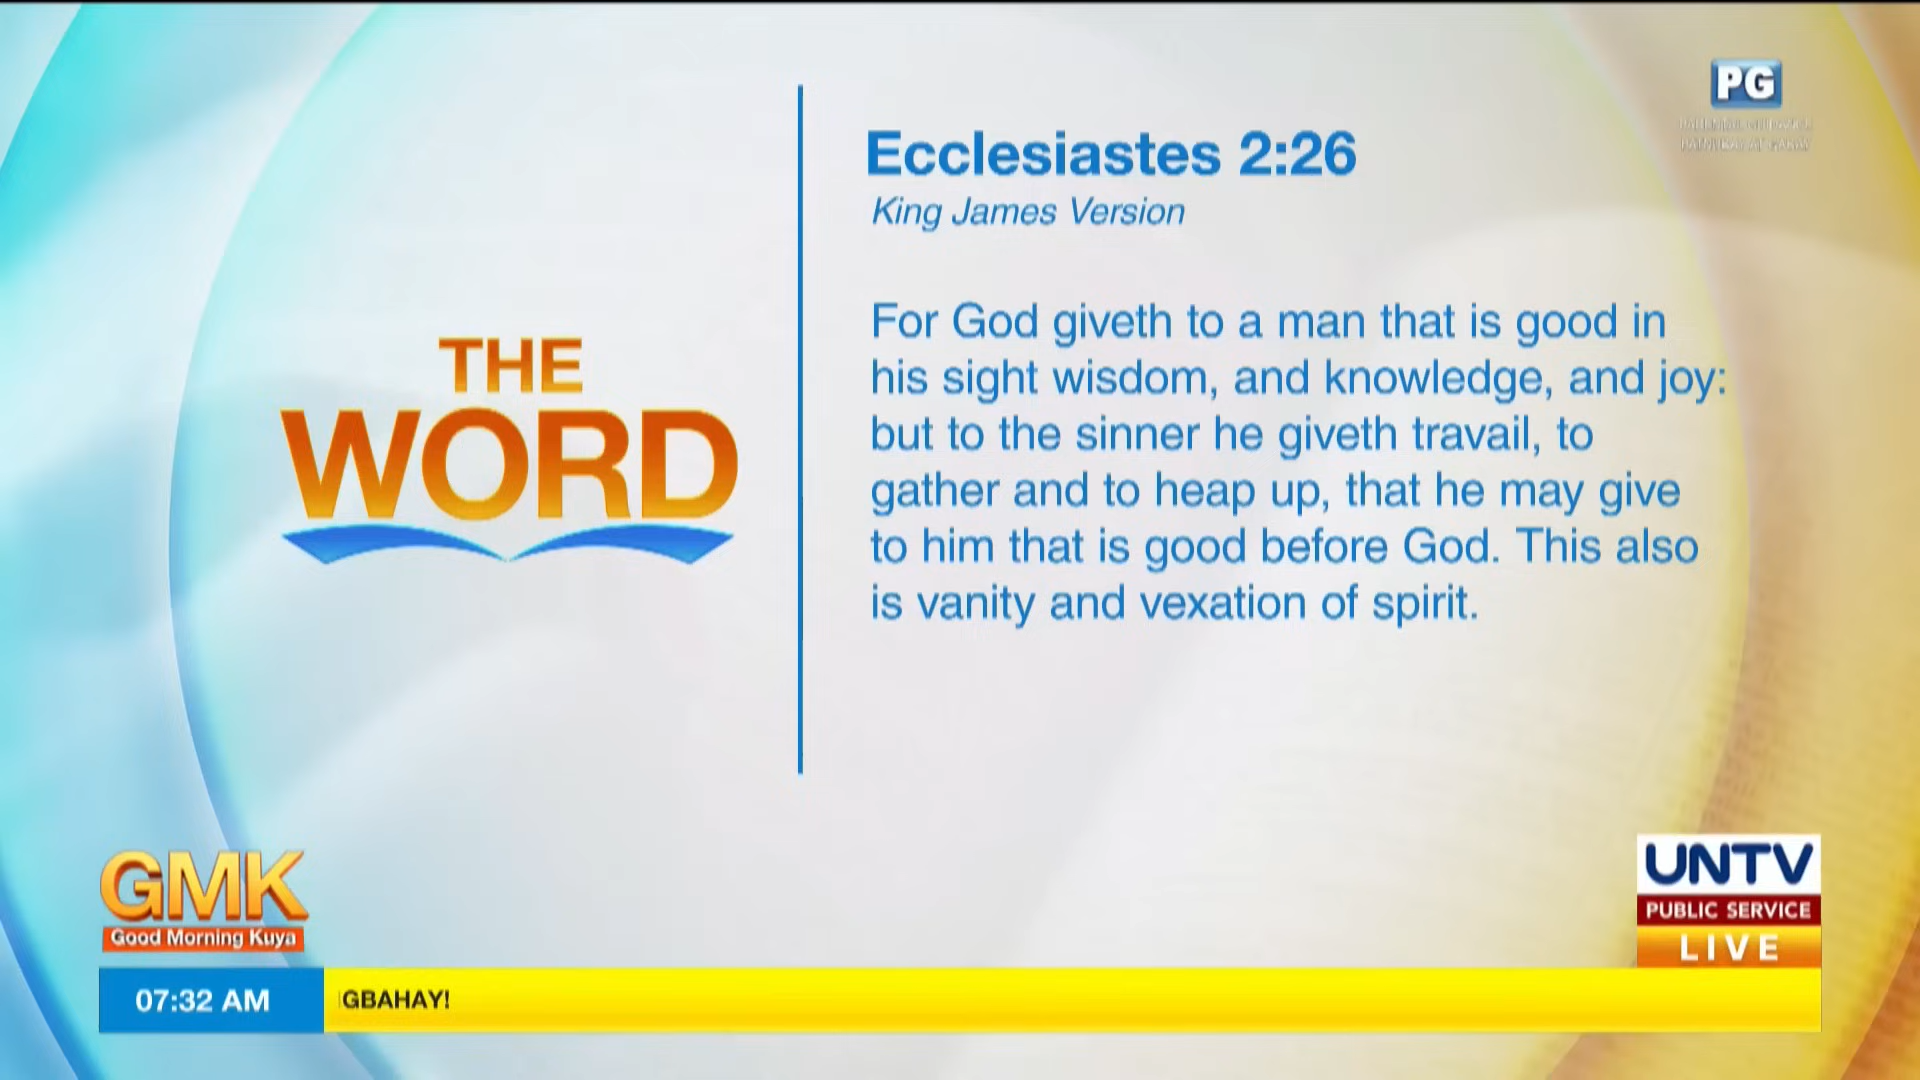 PG
Ecclesiastes 2:26
King James Version
For God giveth to a man that is good in
his sight wisdom, and knowledge, and joy:
but to the sinner he giveth travail, to
gather and to heap up, that he may give
to him that is good before God. This also
is vanity and vexation of spirit.
THE
WORD
GMK
Good Morning Kuya
UNTV
PUBLIC SERVICE
LIVE
07:32 AM
GBAHAY!